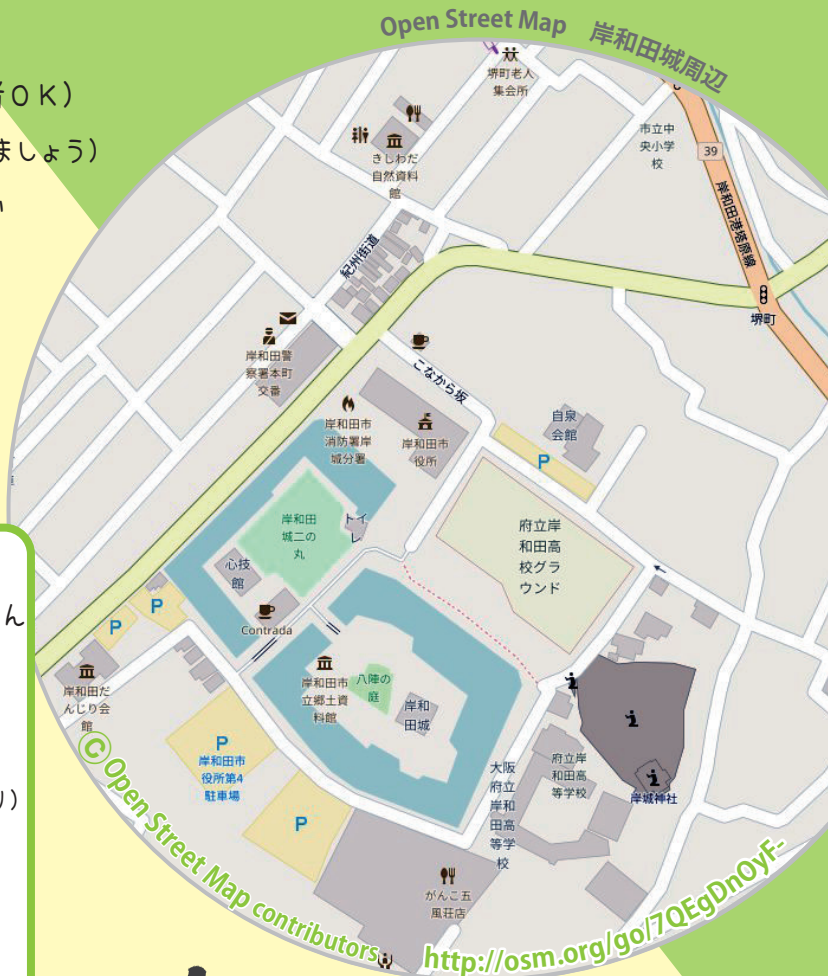 Open Street Map 岸和田城周辺
OK)
ましょう)
ん
り)
堺町老人
集会所
きしわだ
自然資料
館
市立中
央小学
校
39
岸和田港塔原線
堺町
紀州街道
岸和田警
察署本町
交番
こなから坂
岸和田市
消防署岸
城分署
岸和田市
役所
自泉
会館
P
岸和田
城二の
丸
トイ
レ
心技
館
府立岸
和田高
校グラ
ウンド
Contrada
P
P
岸和田だ
んじり会
館
岸和田市
立郷土資
料館
八陣の
庭
岸和
田城
P
岸和田市
役所第4
駐車場
P
大阪
府立
岸和
田高
等学
校
府立岸
和田高
等学校
岸城神社
がんこ五
風荘店
© Open Street Map contributors
http://osm.org/go/7QEgDnOyF-